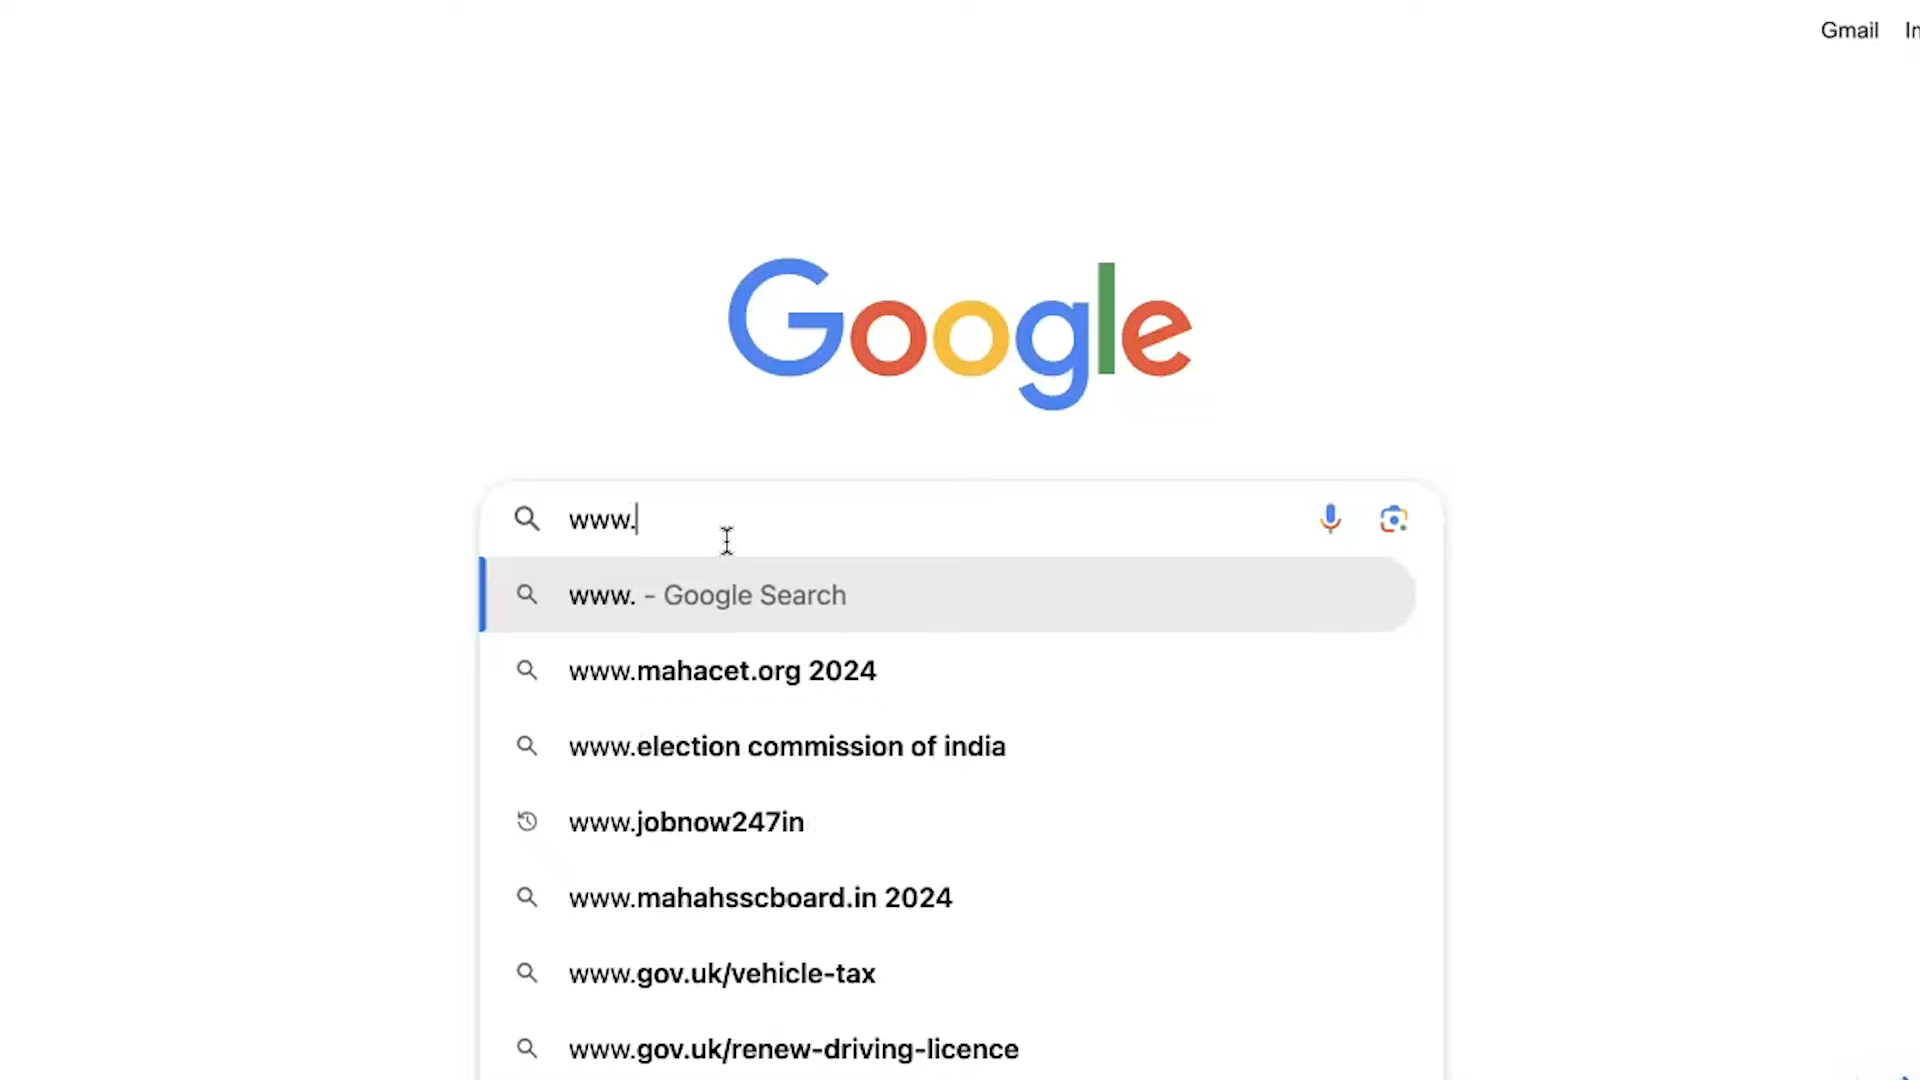 Gmail
Google
www.
www. - Google Search
www.mahacet.org 2024
www.election commission of india
www.jobnow247in
www.mahahsscboard.in 2024
www.gov.uk/vehicle-tax
www.gov.uk/renew-driving-licence